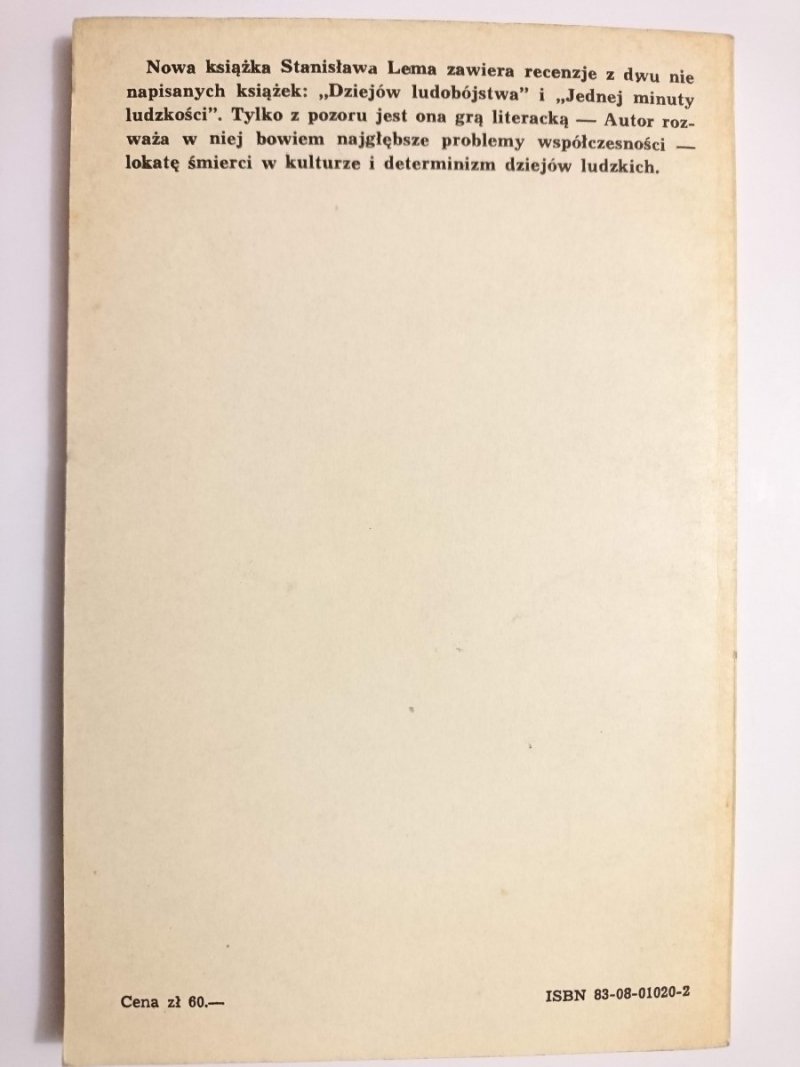 Nowa książka Stanisława Lema zawiera recenzje z dwu nie
napisanych książek: „Dziejów ludobójstwa” i „Jednej minuty
ludzkości”. Tylko z pozoru jest ona grą literacką — Autor roz-
waża w niej bowiem najgłębsze problemy współczesności —
lokatę śmierci w kulturze i determinizm dziejów ludzkich.
Cena zł 60.—
ISBN 83-08-01020-2